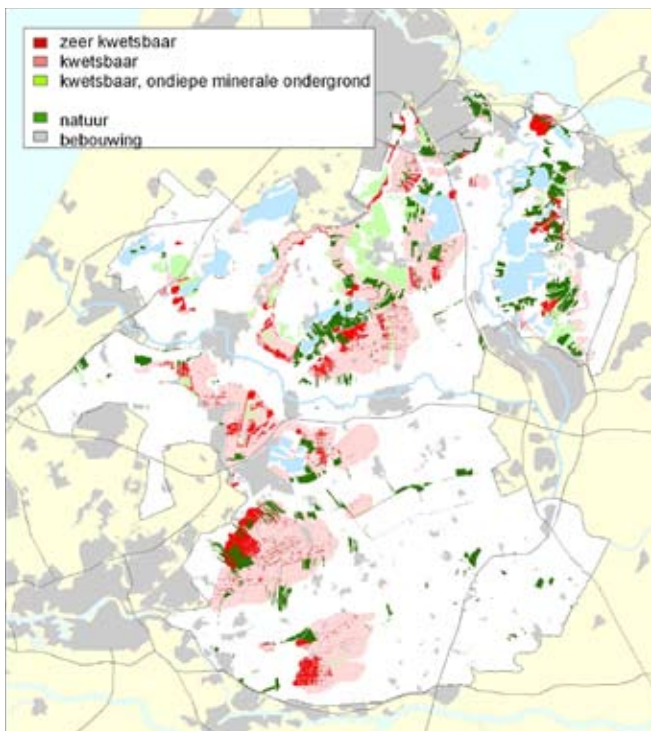 zeer kwetsbaar
kwetsbaar
kwetsbaar, ondiepe minerale ondergrond
natuur
bebouwing